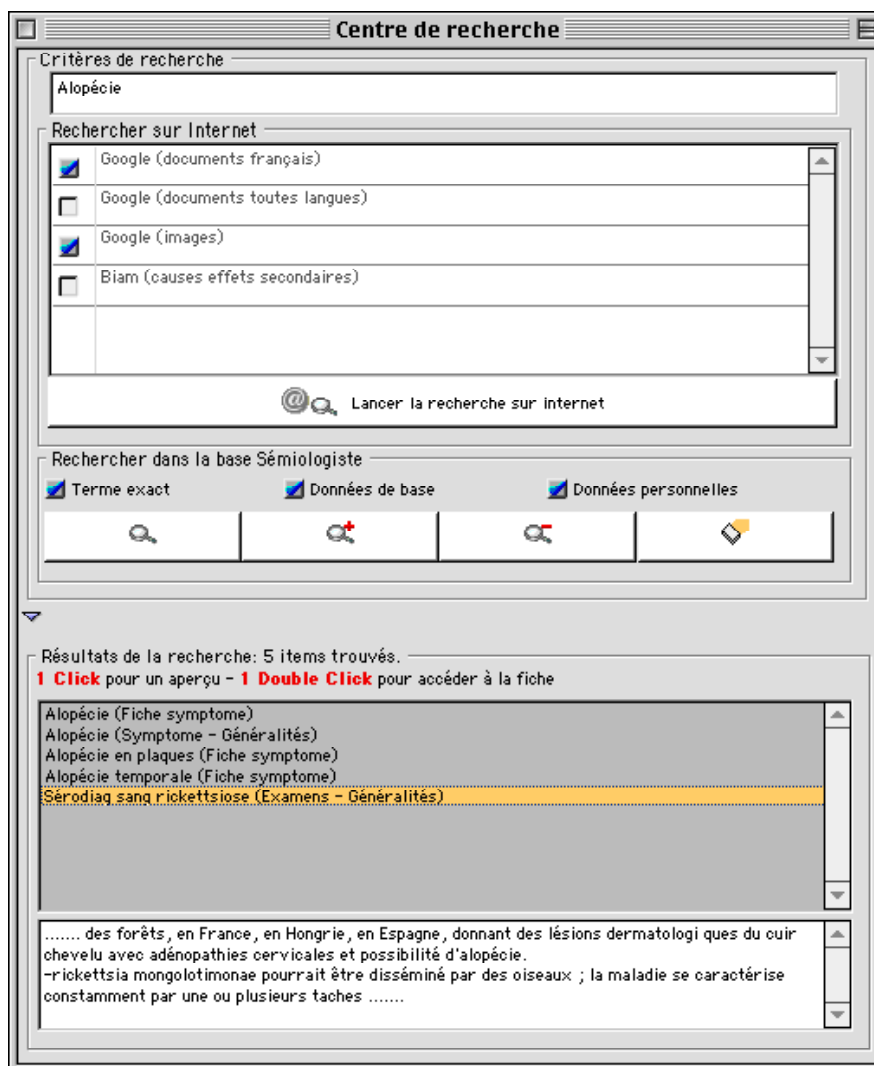 Centre de recherche
Critères de recherche
Alopécie
Rechercher sur Internet
Google (documents français)
Google (documents toutes langues)
Google (images)
Biam (causes effets secondaires)
@ Lancer la recherche sur internet
Rechercher dans la base Sémiologiste
Terme exact Données de base Données personnelles
Résultats de la recherche: 5 items trouvés.
1 Click pour un aperçu - 1 Double Click pour accéder à la fiche
Alopécie (Fiche symptome)
Alopécie (Symptome - Généralités)
Alopécie en plaques (Fiche symptome)
Alopécie temporale (Fiche symptome)
Sérodiag sang rickettsiose (Examens - Généralités)
....... des forêts, en France, en Hongrie, en Espagne, donnant des lésions dermatologi ques du cuir
chevelu avec adénopathies cervicales et possibilité d'alopécie.
-rickettsia mongolotimonae pourrait être disséminé par des oiseaux ; la maladie se caractérise
constamment par une ou plusieurs taches .......